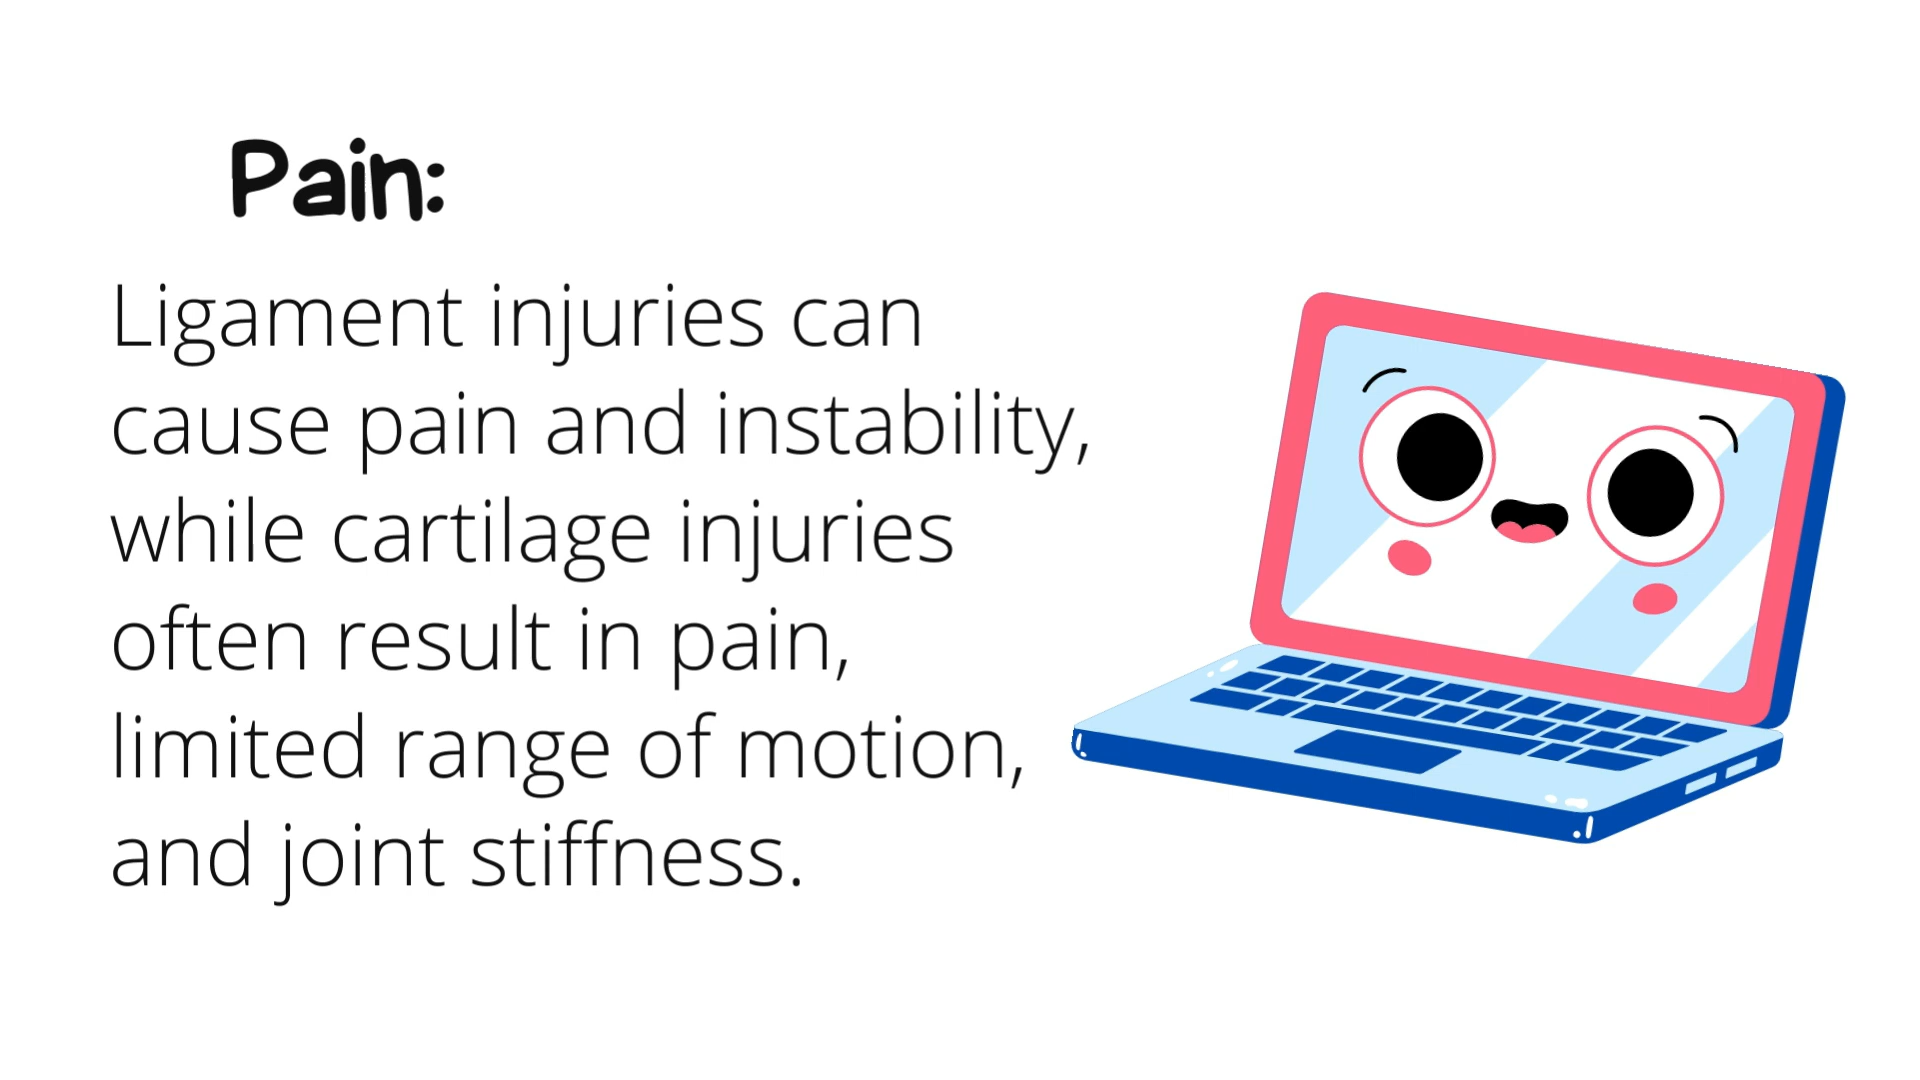 Pain:
Ligament injuries can
cause pain and instability,
while cartilage injuries
often result in pain,
limited range of motion,
and joint stiffness.